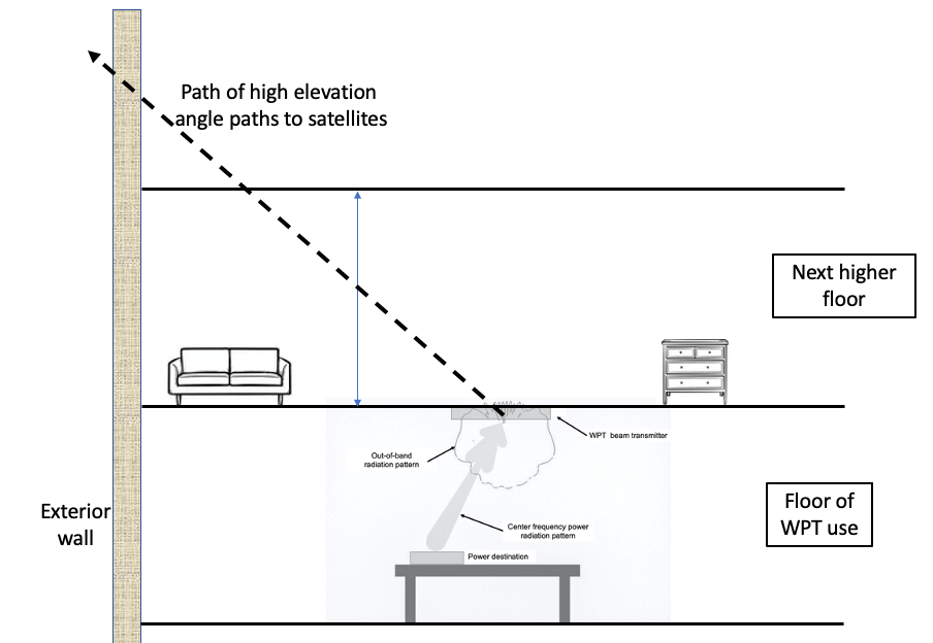 Path of high elevation
angle paths to satellites
Next higher
floor
WPT beam transmitter
Out-of-band
radiation pattern
Floor of
WPT use
Exterior
wall
Center frequency power
radiation pattern
Power destination